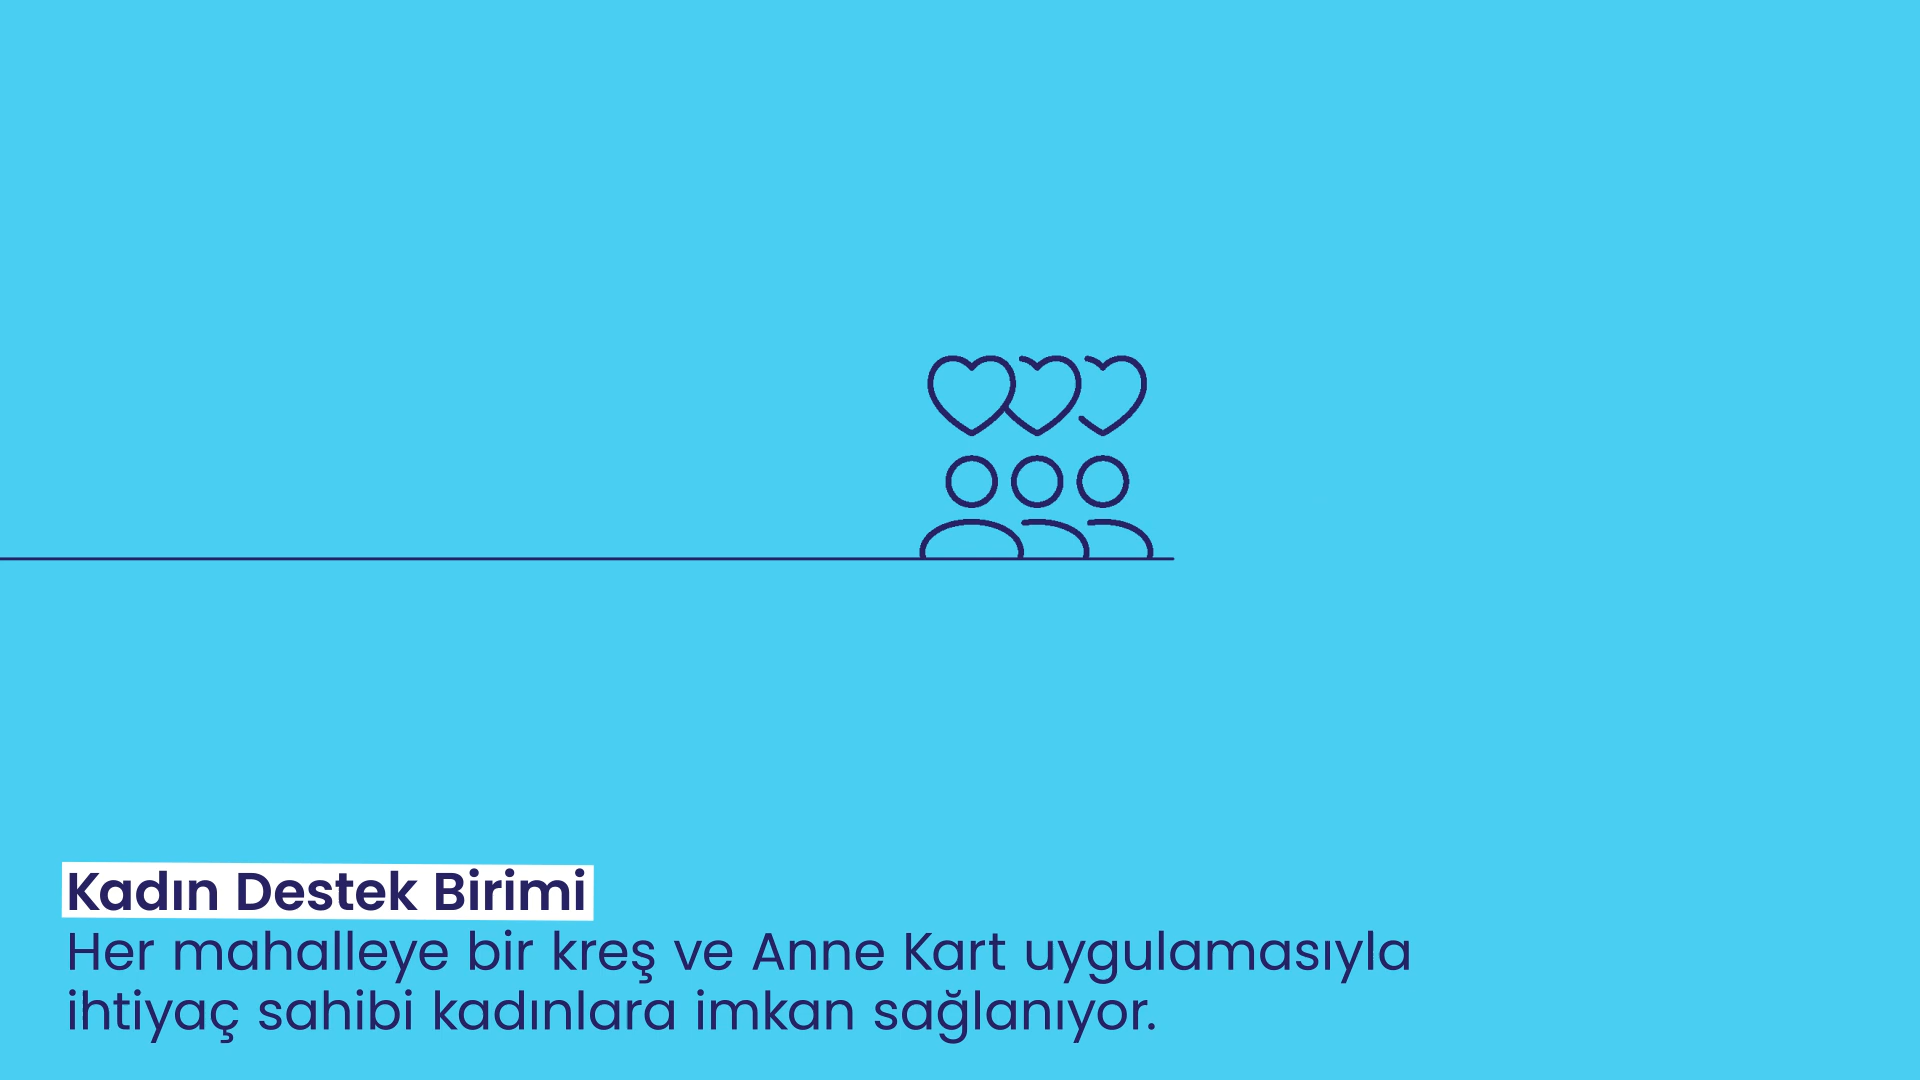 Kadın Destek Birimi
Her mahalleye bir kreş ve Anne Kart uygulamasıyla
ihtiyaç sahibi kadınlara imkan sağlanıyor.